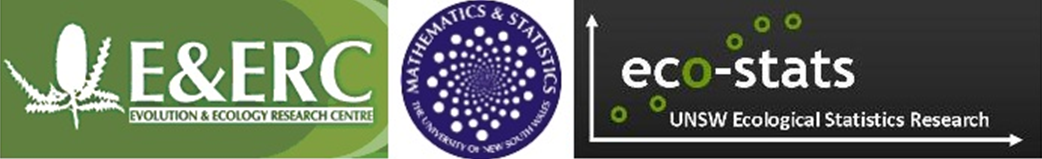 E&ERC
EVOLUTION & ECOLOGY RESEARCH CENTRE
MATHEMATICS & STATISTICS
THE UNIVERSITY OF NEW SOUTH WALES
eco-stats
UNSW Ecological Statistics Research